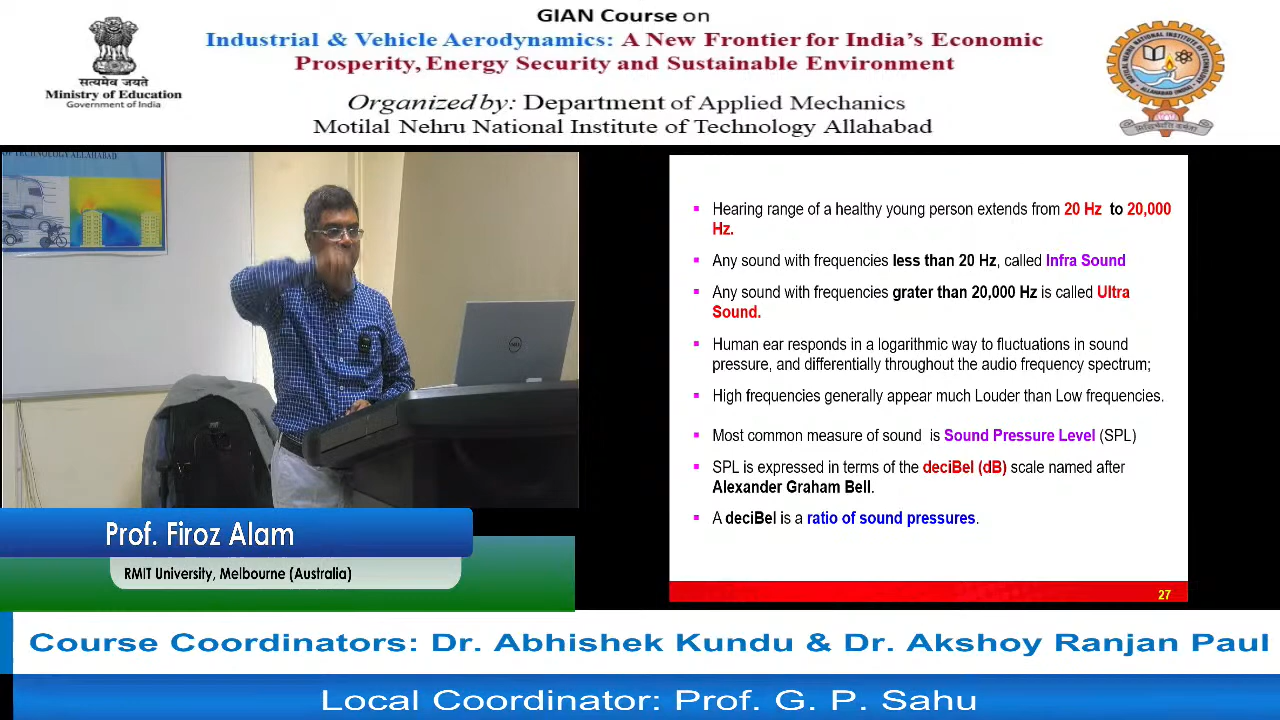 GIAN Course on
Industrial & Vehicle Aerodynamics: A New Frontier for India's Economic
Prosperity, Energy Security and Sustainable Environment
Organized by: Department of Applied Mechanics
Motilal Nehru National Institute of Technology Allahabad
सत्यमेव जयते
Ministry of Education
Government of India
OF TECHNOLOGY ALLAHABAD
DELL
Hearing range of a healthy young person extends from 20 Hz to 20,000
Hz.
Any sound with frequencies less than 20 Hz, called Infra Sound
Any sound with frequencies grater than 20,000 Hz is called Ultra
Sound.
Human ear responds in a logarithmic way to fluctuations in sound
pressure, and differentially throughout the audio frequency spectrum;
High frequencies generally appear much Louder than Low frequencies.
Most common measure of sound is Sound Pressure Level (SPL)
SPL is expressed in terms of the deciBel (dB) scale named after
Alexander Graham Bell.
A deciBel is a ratio of sound pressures.
27
Prof. Firoz Alam
RMIT University, Melbourne (Australia)
Course Coordinators: Dr. Abhishek Kundu & Dr. Akshoy Ranjan Paul
Local Coordinator: Prof. G. P. Sahu